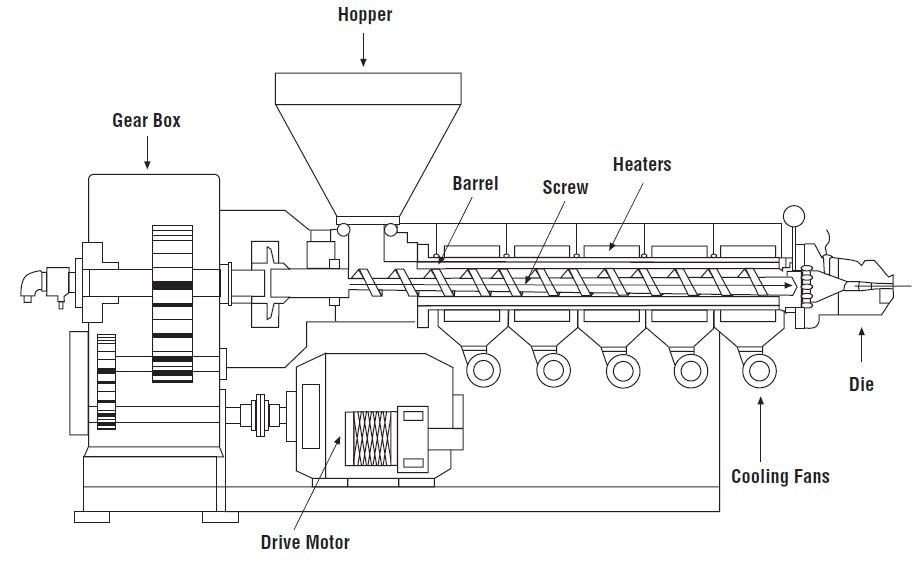 Hopper
Gear Box
Heaters
Barrel
Screw
Die
Cooling Fans
Drive Motor